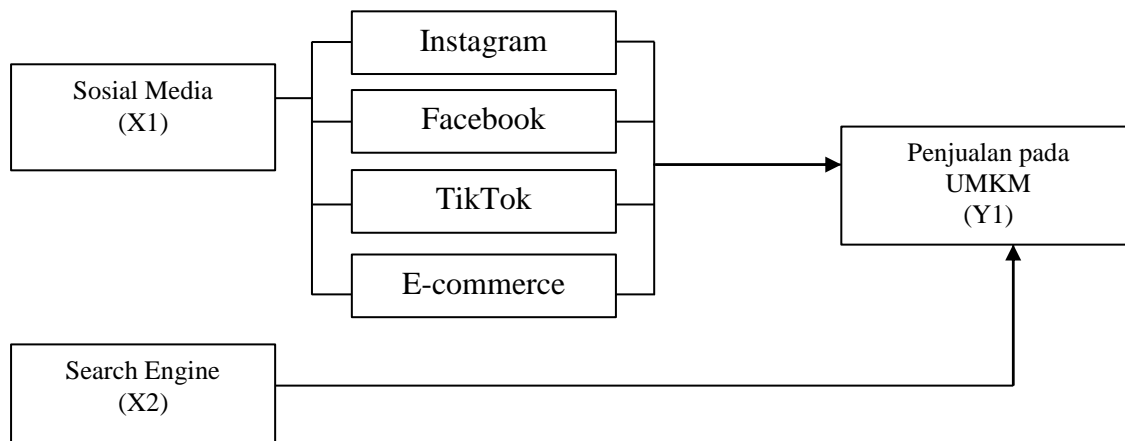 Sosial Media
(X1)
Instagram
Facebook
TikTok
E-commerce
Penjualan pada
UMKM
(Y1)
Search Engine
(X2)